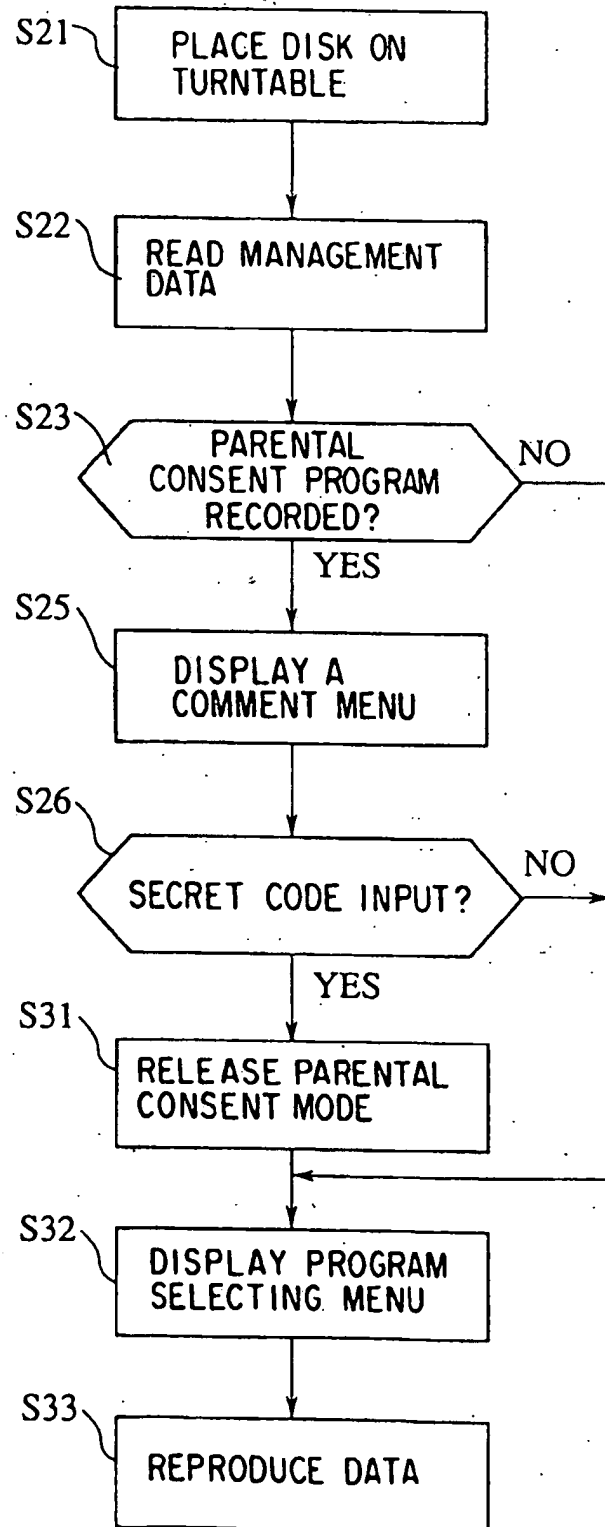 S21
PLACE DISK ON
TURNTABLE
S22
READ MANAGEMENT
DATA
S23
PARENTAL
CONSENT PROGRAM
RECORDED?
NO
YES
S25
DISPLAY A
COMMENT MENU
S26
SECRET CODE INPUT?
NO
YES
S31
RELEASE PARENTAL
CONSENT MODE
S32
DISPLAY PROGRAM
SELECTING MENU
S33
REPRODUCE DATA